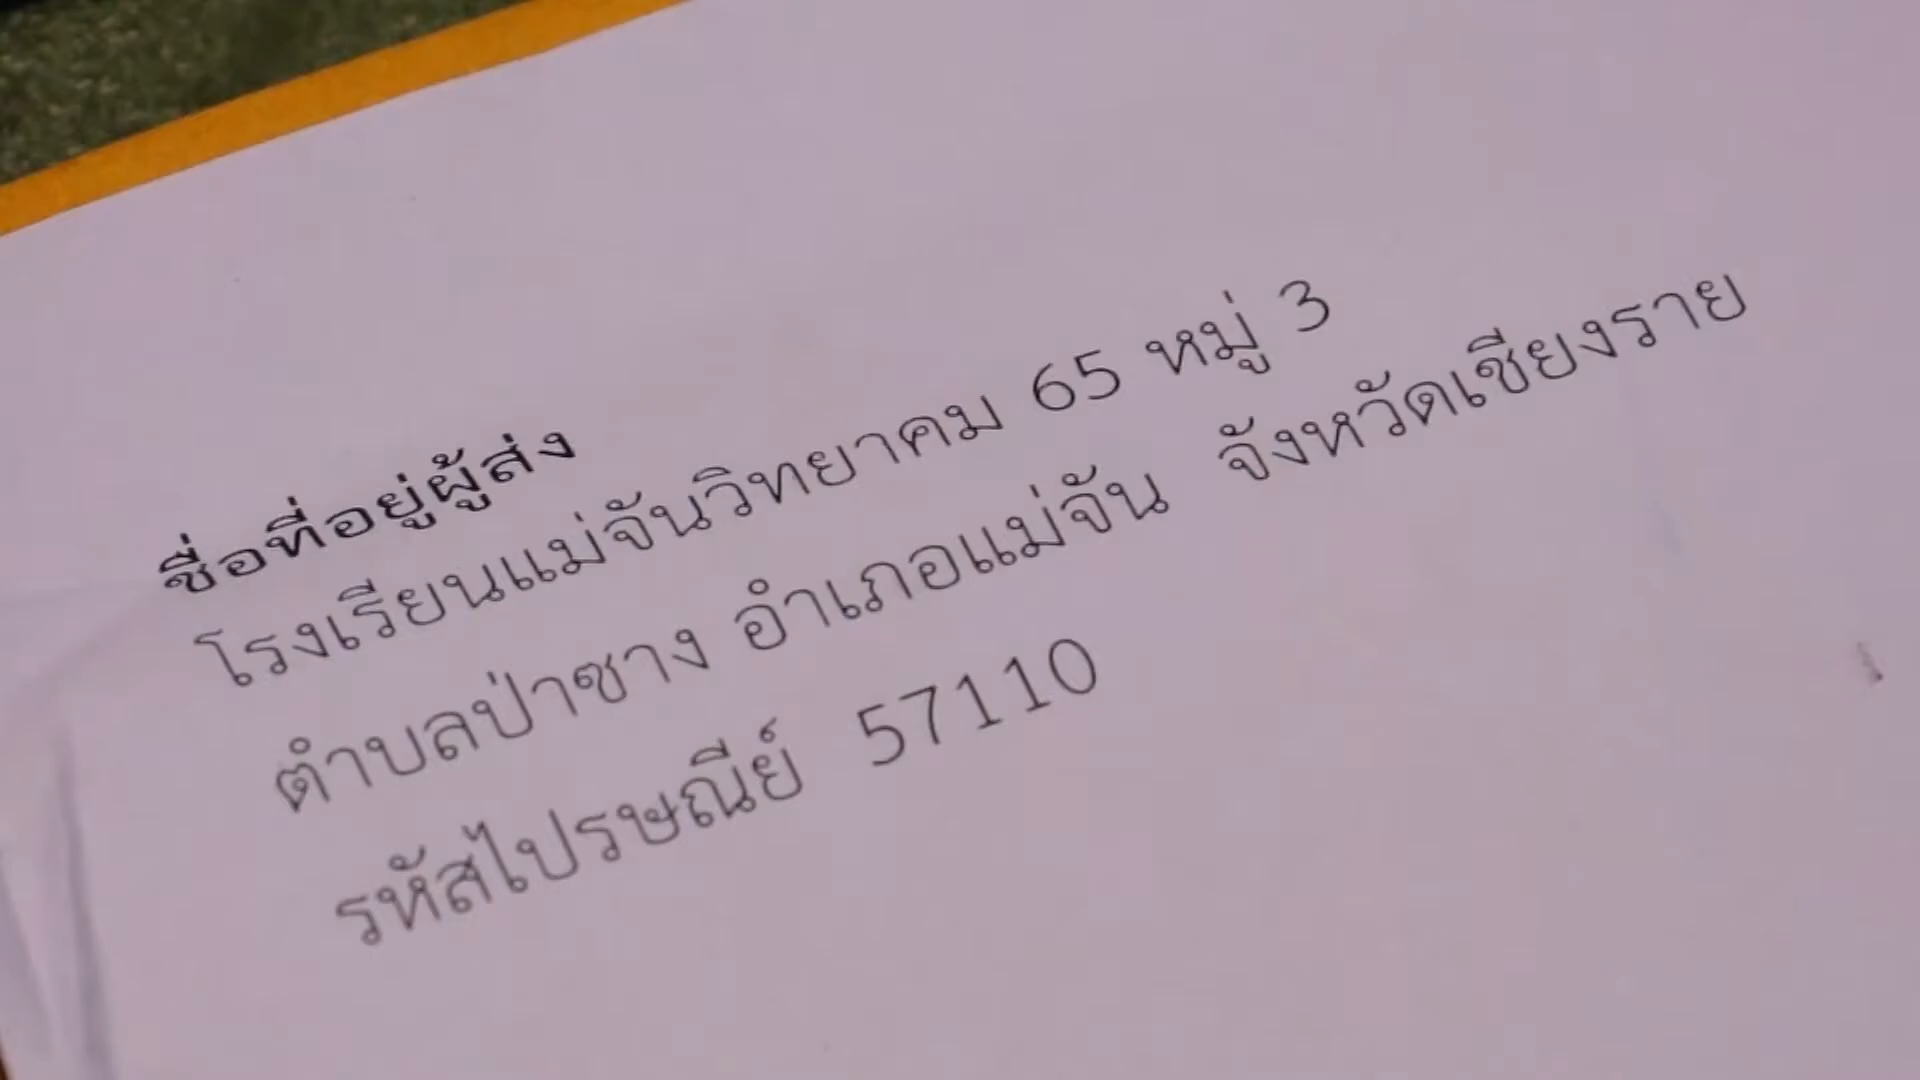 ชื่อที่อยู่ผู้ส่ง
โรงเรียนแม่จันวิทยาคม 65 หมู่ 3
ตำบลป่าซาง อำเภอแม่จัน จังหวัดเชียงราย
รหัสไปรษณีย์ 57110